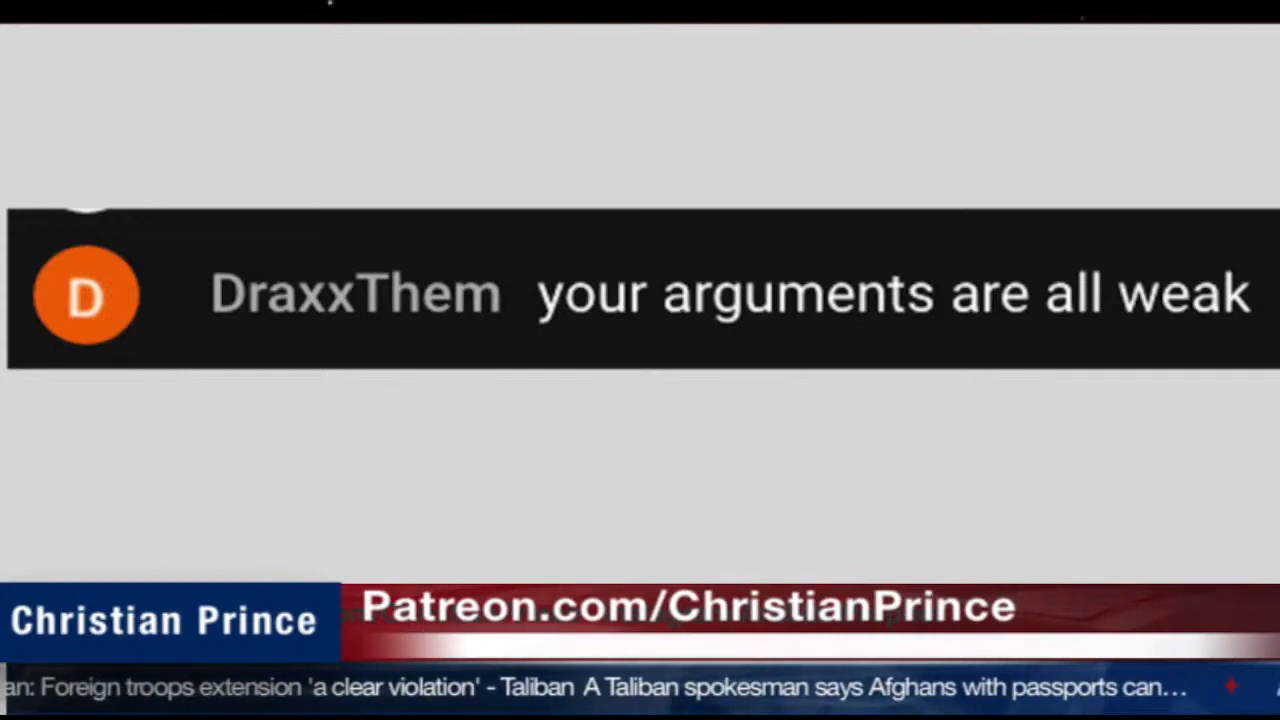 D
DraxxThem your arguments are all weak
Patreon.com/ChristianPrince
Christian Prince
an: Foreign troops extension 'a clear violation' - Taliban A Taliban spokesman says Afghans with passports can…